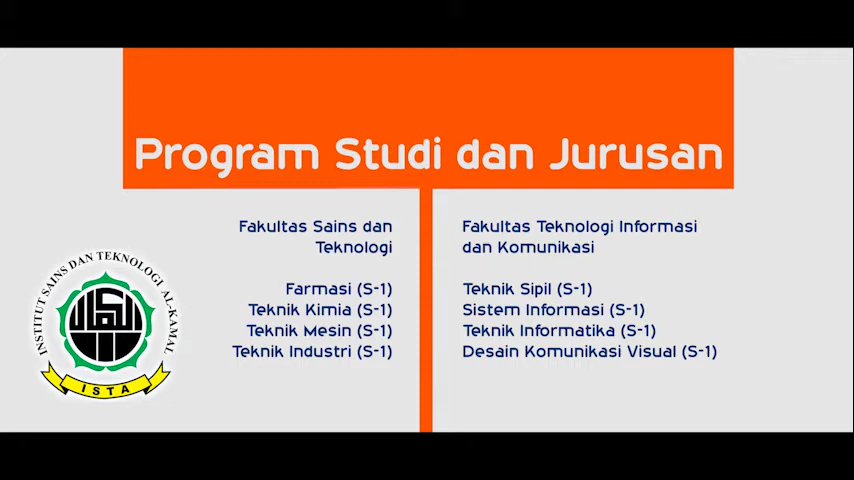 Program Studi dan Jurusan
Fakultas Sains dan
Teknologi
Farmasi (S-1)
Teknik Kimia (S-1)
Teknik Mesin (S-1)
Teknik Industri (S-1)
Fakultas Teknologi Informasi
dan Komunikasi
Teknik Sipil (S-1)
Sistem Informasi (S-1)
Teknik Informatika (S-1)
Desain Komunikasi Visual (S-1)
INSTITUT SAINS DAN TEKNOLOGI AL-KAMAL
ISTA